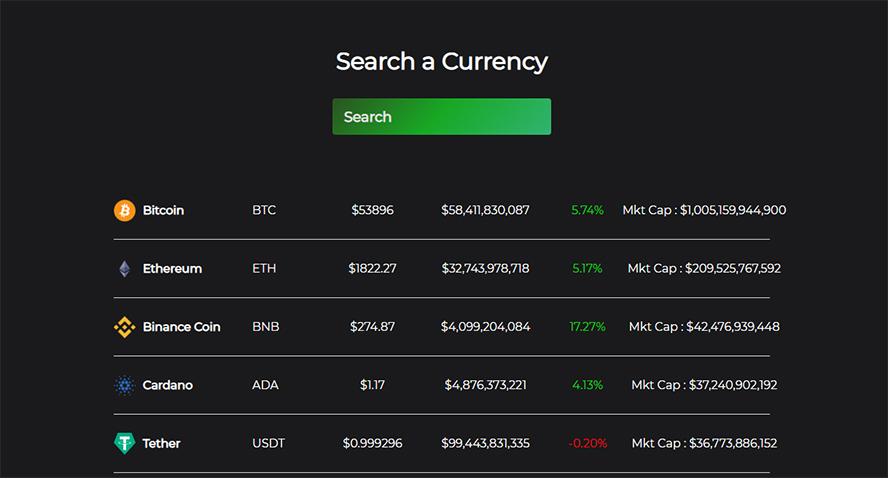 Search a Currency
Search
Bitcoin BTC $53896 $58,411,830,087 5.74% Mkt Cap : $1,005,159,944,900
Ethereum ETH $1822.27 $32,743,978,718 5.17% Mkt Cap : $209,525,767,592
Binance Coin BNB $274.87 $4,099,204,084 17.27% Mkt Cap : $42,476,939,448
Cardano ADA $1.17 $4,876,373,221 4.13% Mkt Cap : $37,240,902,192
Tether USDT $0.999296 $99,443,831,335 -0.20% Mkt Cap : $36,773,886,152